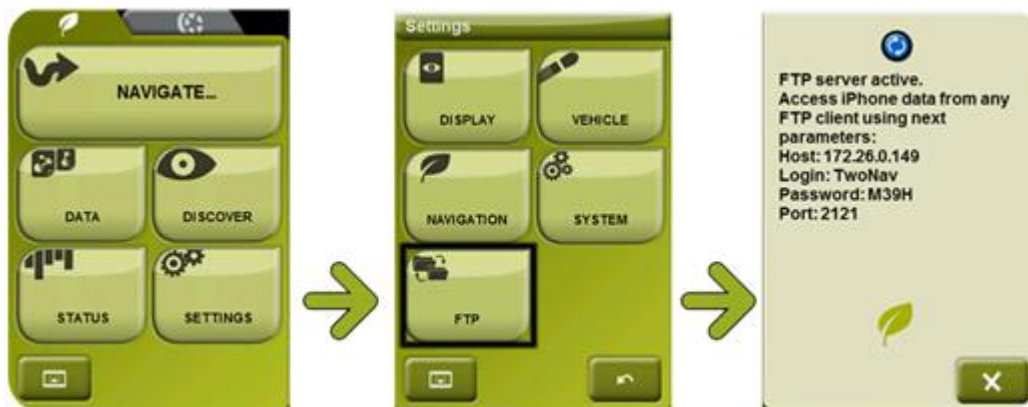 NAVIGATE...
DATA
DISCOVER
STATUS
SETTINGS
Settings
DISPLAY
VEHICLE
NAVIGATION
SYSTEM
FTP
FTP server active.
Access iPhone data from any
FTP client using next
parameters:
Host: 172.26.0.149
Login: TwoNav
Password: M39H
Port: 2121